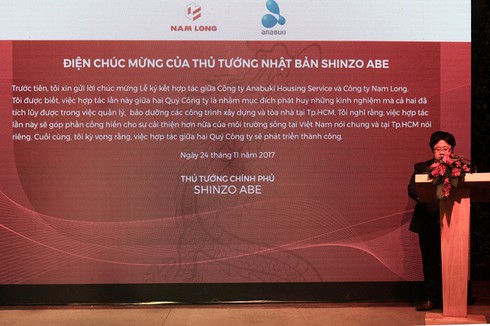 NAM LONG
anabuki
ĐIỆN CHÚC MỪNG CỦA THỦ TƯỚNG NHẬT BẢN SHINZO ABE
Trước tiên, tôi xin gửi lời chúc mừng Lễ ký kết hợp tác giữa Công ty Anabuki Housing Service và Công ty Nam Long.
Tôi được biết, việc hợp tác lần này giữa hai Quý Công ty là nhằm mục đích phát huy những kinh nghiệm mà cả hai đã
tích lũy được trong việc quản lý, bảo dưỡng các công trình xây dựng và tòa nhà tại Tp.HCM. Tôi nghĩ rằng, việc hợp tác
lần này sẽ góp phần cống hiến cho sự cải thiện hơn nữa của môi trường sống tại Việt Nam nói chung và tại Tp.HCM nói
riêng. Cuối cùng, tôi kỳ vọng rằng, việc hợp tác giữa hai Quý Công ty sẽ phát triển thành công.
Ngày 24 tháng 11 năm 2017
THỦ TƯỚNG CHÍNH PHỦ
SHINZO ABE